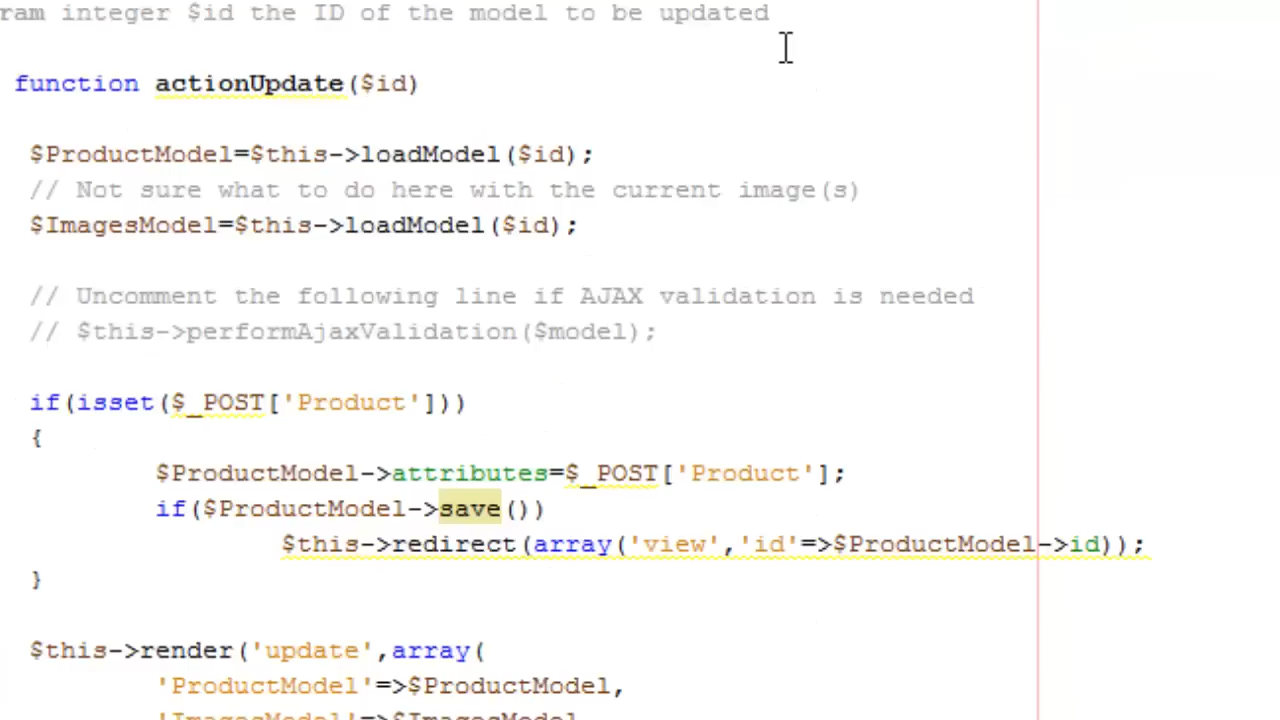 ram integer $id the ID of the model to be updated
function actionUpdate($id)
$ProductModel=$this->loadModel($id);
// Not sure what to do here with the current image(s)
$ImagesModel=$this->loadModel($id);
// Uncomment the following line if AJAX validation is needed
// $this->performAjaxValidation($model);
if(isset($_POST['Product']))
{
$ProductModel->attributes=$_POST['Product'];
if($ProductModel->save())
$this->redirect(array('view','id'=>$ProductModel->id));
}
$this->render('update',array(
'ProductModel'=>$ProductModel,
'ImagesModel'=>$ImagesModel